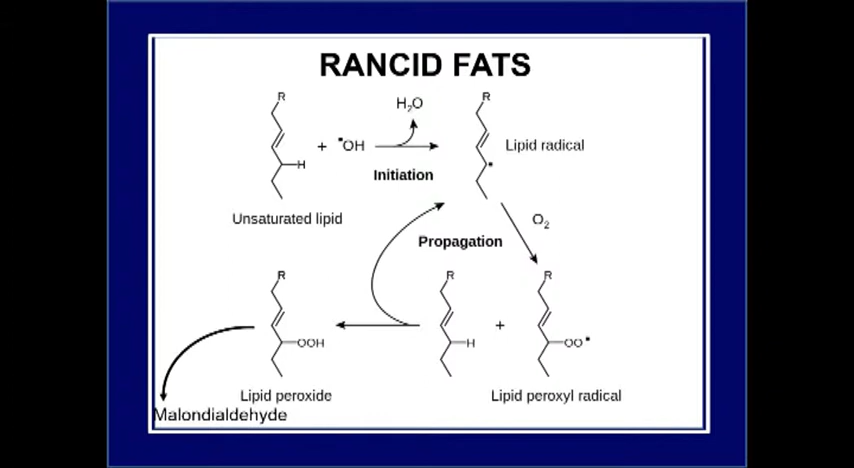 RANCID FATS
R
H₂O
R
+
•OH
H
•
Lipid radical
Initiation
Unsaturated lipid
O₂
Propagation
R
R
R
OOH
H
+
OO•
Lipid peroxide
Lipid peroxyl radical
Malondialdehyde